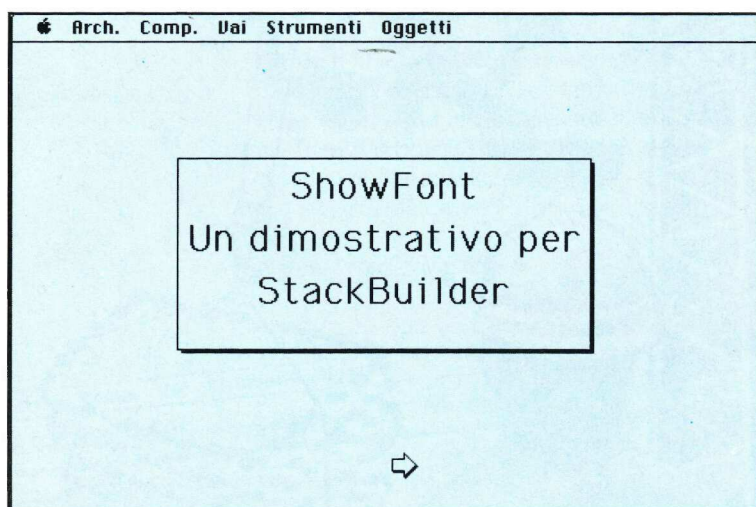 Arch. Comp. Vai Strumenti Oggetti
ShowFont
Un dimostrativo per
StackBuilder